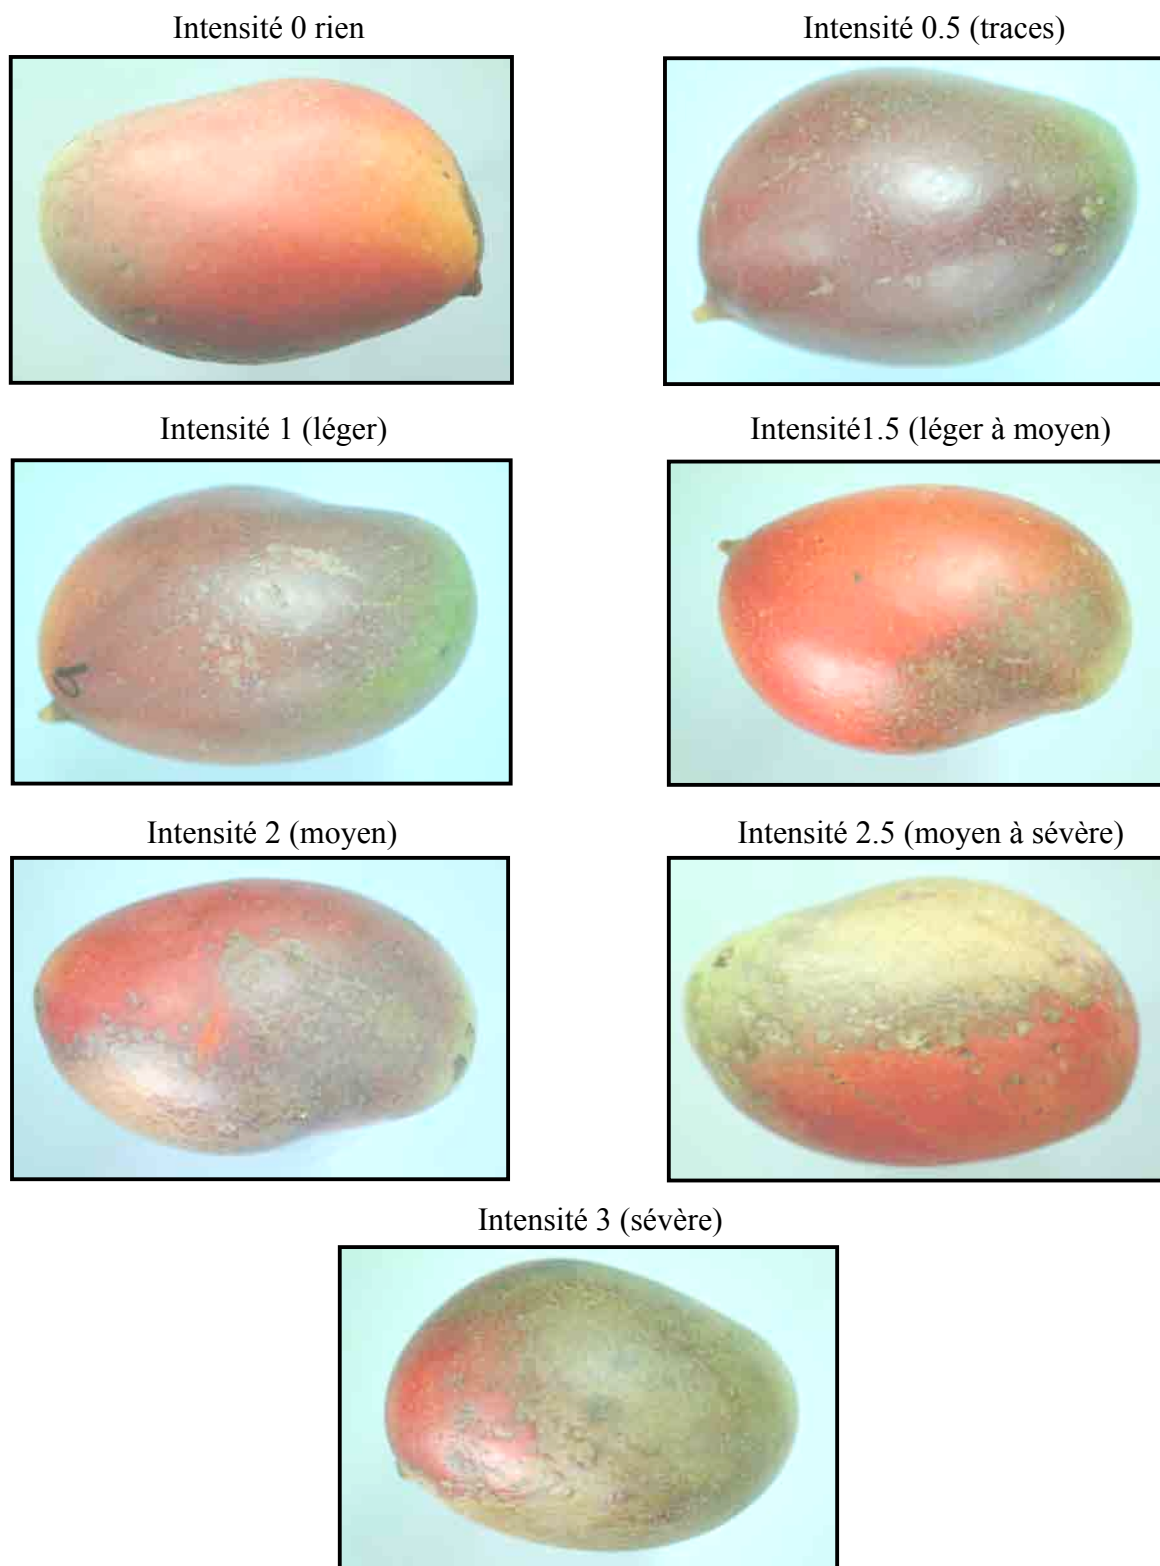 Intensité 0 rien
Intensité 0.5 (traces)
Intensité 1 (léger)
Intensité1.5 (léger à moyen)
Intensité 2 (moyen)
Intensité 2.5 (moyen à sévère)
Intensité 3 (sévère)